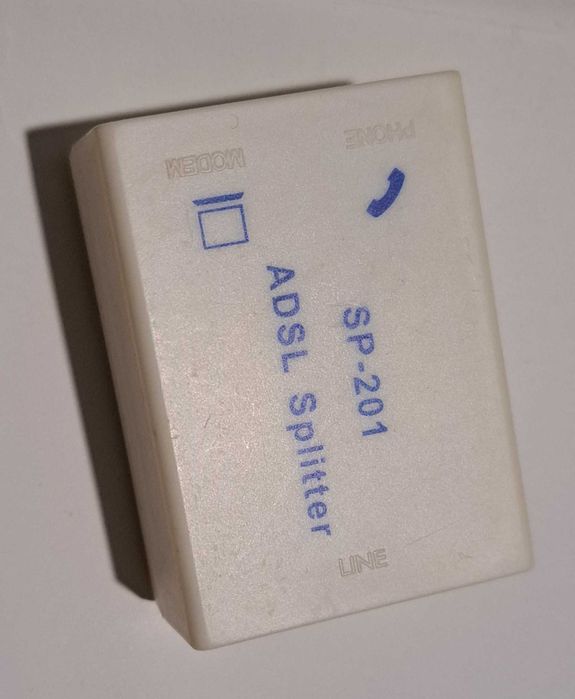 MODEM
PHONE
SP-201
ADSL Splitter
LINE